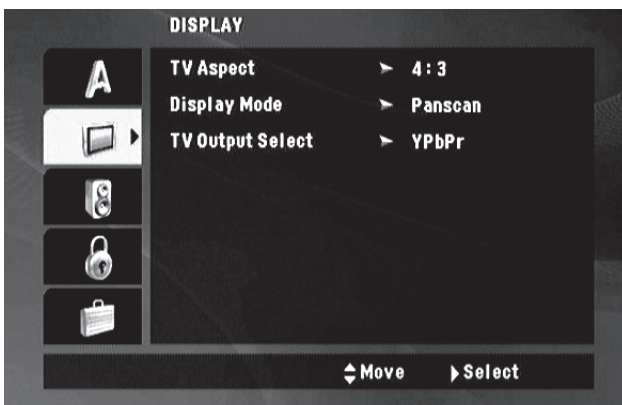 DISPLAY
A
TV Aspect ➤ 4:3
Display Mode ➤ Panscan
TV Output Select ➤ YPbPr
Move Select